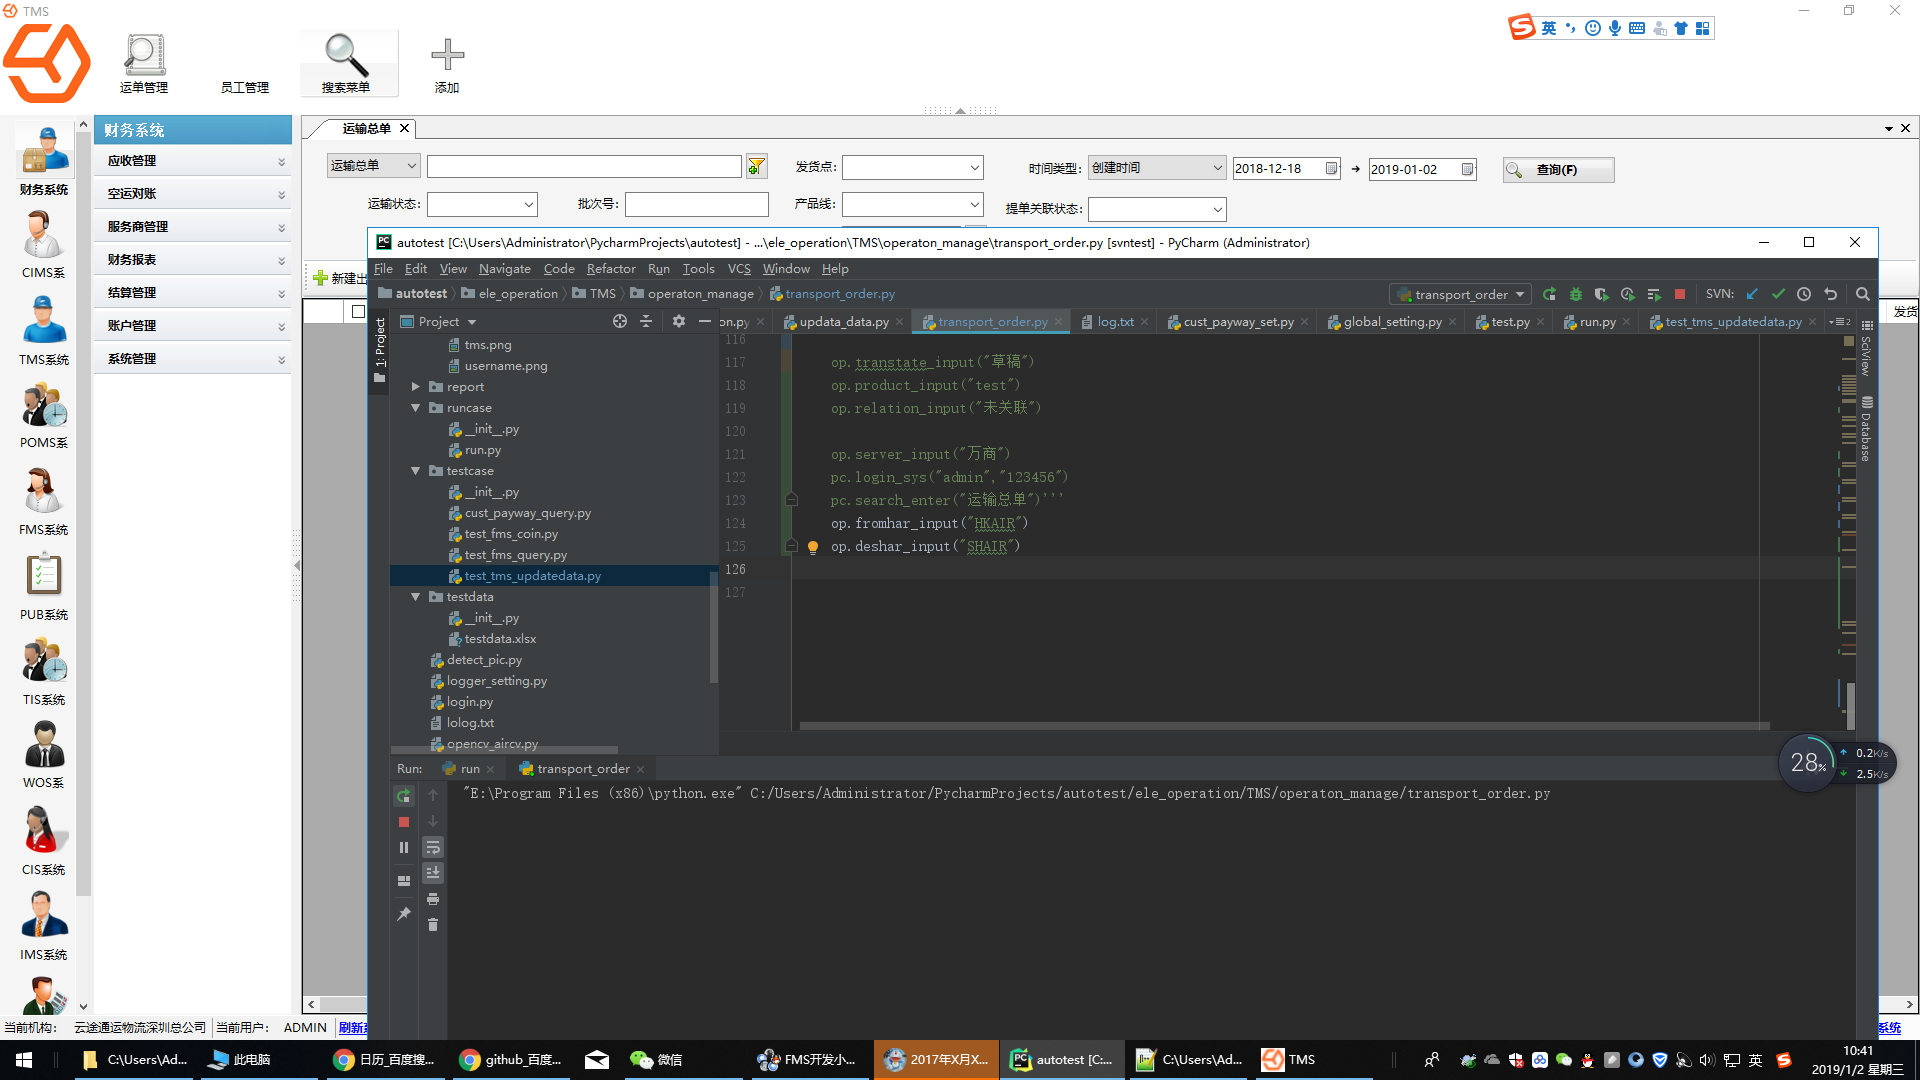 TMS
运单管理
员工管理
搜索菜单
添加
英
财务系统
CIMS系
TMS系统
POMS系
FMS系统
PUB系统
TIS系统
WOS系
CIS系统
IMS系统
财务系统
应收管理
空运对账
服务商管理
财务报表
结算管理
账户管理
系统管理
运输总单
运输总单
发货点:
时间类型:
创建时间
2018-12-18
2019-01-02
查询(F)
运输状态:
批次号:
产品线:
提单关联状态:
新建出
发货
autotest [C:\Users\Administrator\PycharmProjects\autotest] - ...\ele_operation\TMS\operaton_manage\transport_order.py [svntest] - PyCharm (Administrator)
File Edit View Navigate Code Refactor Run Tools VCS Window Help
autotest ele_operation TMS operaton_manage transport_order.py
transport_order
SVN:
Project
on.py updata_data.py transport_order.py log.txt cust_payway_set.py global_setting.py test.py run.py test_tms_updatedata.py
1: Project
SciView
Database
tms.png
username.png
report
runcase
__init__.py
run.py
testcase
__init__.py
cust_payway_query.py
test_fms_coin.py
test_fms_query.py
test_tms_updatedata.py
testdata
__init__.py
testdata.xlsx
detect_pic.py
logger_setting.py
login.py
lolog.txt
opencv_aircv.py
116
117 op.transtate_input("草稿")
118 op.product_input("test")
119 op.relation_input("未关联")
120
121 op.server_input("万商")
122 pc.login_sys("admin","123456")
123 pc.search_enter("运输总单")'''
124 op.fromhar_input("HKAIR")
125 op.deshar_input("SHAIR")
126
127
28%
0.2K/s
2.5K/s
Run: run transport_order
"E:\Program Files (x86)\python.exe" C:/Users/Administrator/PycharmProjects/autotest/ele_operation/TMS/operaton_manage/transport_order.py
当前机构: 云途通运物流深圳总公司 当前用户: ADMIN 刷新
系统
C:\Users\Ad...
此电脑
日历_百度搜...
github_百度...
微信
FMS开发小...
2017年X月X...
autotest [C:...
C:\Users\Ad...
TMS
英
10:41
2019/1/2 星期三